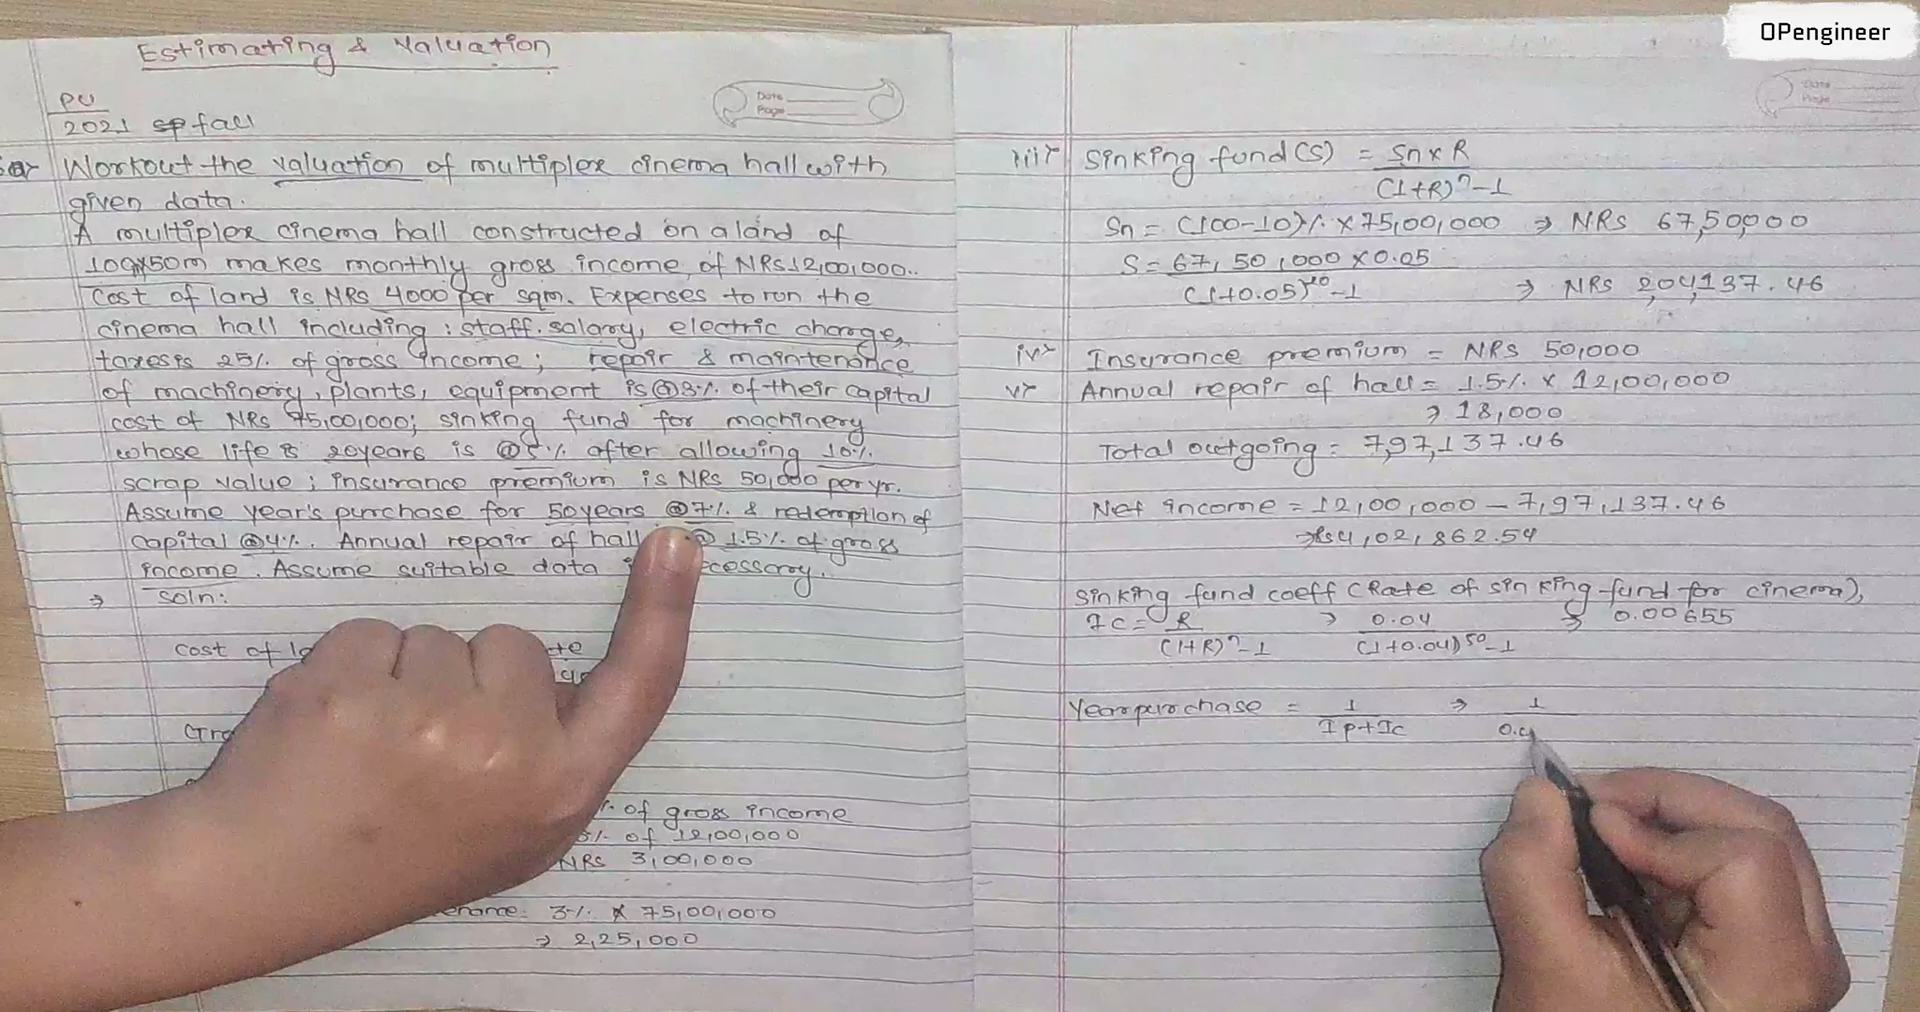 OPengineer
Estimating & Valuation
Date
Page
PU
2021 fall
Workout the valuation of multiplex cinema hall with
given data.
A multiplex cinema hall constructed on a land of
100mx50m makes monthly gross income of NRS 12,00,000..
Cost of land is NRS 4000 per sqm. Expenses to run the
cinema hall including : staff salary, electric charge,
taxes is 25% of gross income; repair & maintenance
of machinery, plants, equipment is @3% of their capital
cost of NRS 75,00,000; sinking fund for machinery
whose life is 20years is @5% after allowing 10%
scrap value; insurance premium is NRS 50,000 per yr.
Assume year's purchase for 50years @7% & redemption of
capital @4%. Annual repair of hall @ 1.5% of gross
income. Assume suitable data
⇒ soln:
cost of
% of gross income
% of 12,00,000
NRS 3,00,000
3% x 75,00,000
⇒ 2,25,000
Date
Page
iii> Sinking fund (S) = Sn x R
(1+R)ⁿ-1
Sn = (100-10)% x 75,00,000 ⇒ NRS 67,50,000
S = 67,50,000 x 0.05
(1+0.05)²⁰-1 ⇒ NRS 2,04,137.46
iv> Insurance premium = NRS 50,000
v> Annual repair of hall = 1.5% x 12,00,000
⇒ 18,000
Total outgoing = 7,97,137.46
Net income = 12,00,000 - 7,97,137.46
4,02,862.54
Sinking fund coeff (Rate of sinking fund for cinema),
Ic = R ⇒ 0.04 ⇒ 0.00655
(1+R)ⁿ-1 (1+0.04)⁵⁰-1
Year purchase = 1 ⇒ 1
Ip+Ic